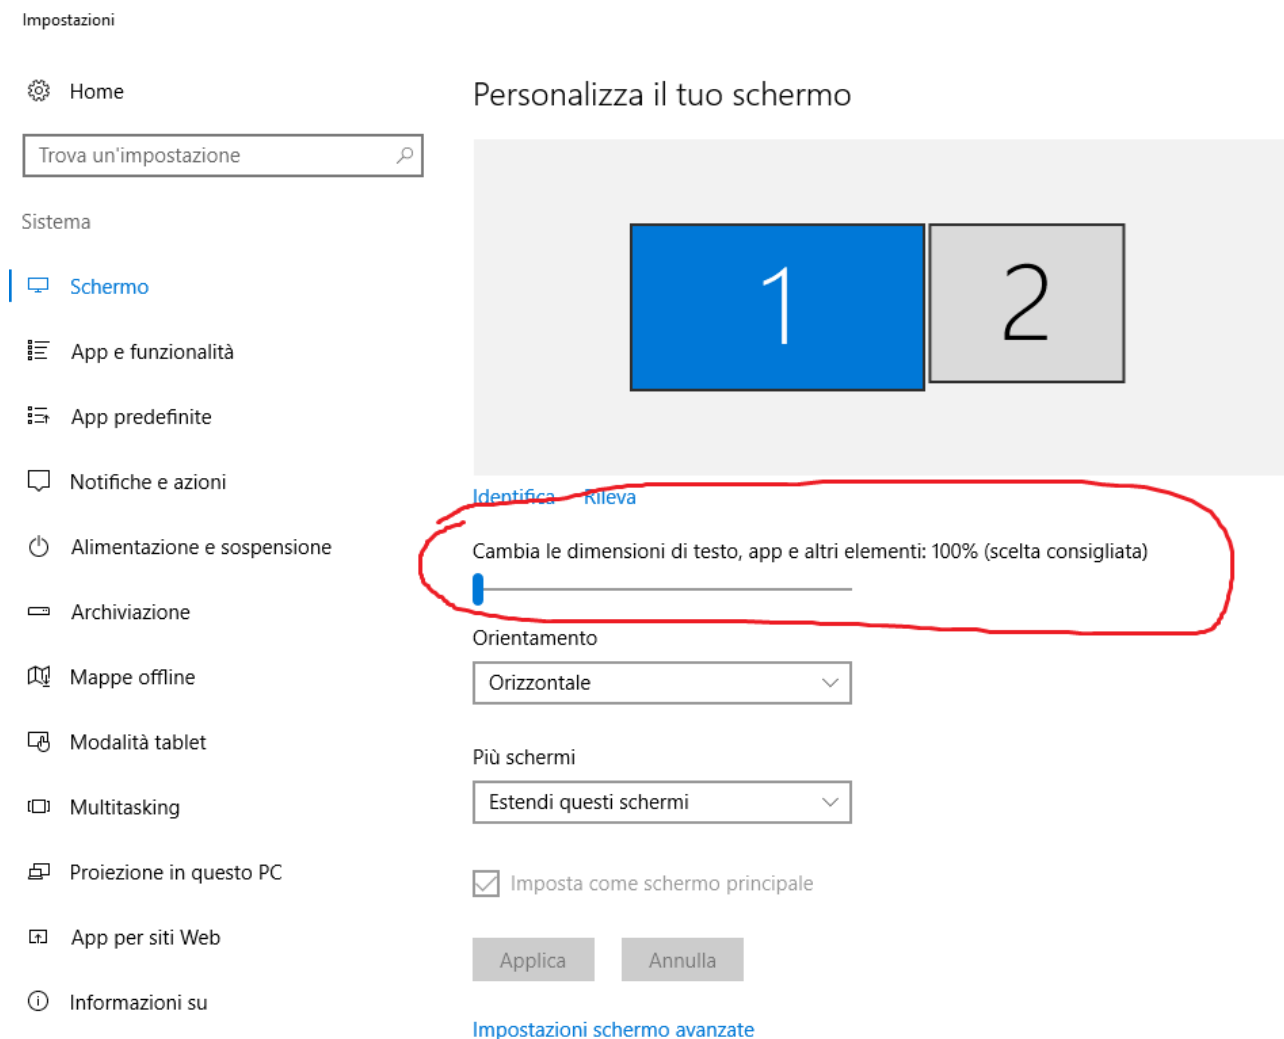 Impostazioni
Home
Trova un'impostazione
Sistema
Schermo
App e funzionalità
App predefinite
Notifiche e azioni
Alimentazione e sospensione
Archiviazione
Mappe offline
Modalità tablet
Multitasking
Proiezione in questo PC
App per siti Web
Informazioni su
Personalizza il tuo schermo
1
2
Identifica Rileva
Cambia le dimensioni di testo, app e altri elementi: 100% (scelta consigliata)
Orientamento
Orizzontale
Più schermi
Estendi questi schermi
Imposta come schermo principale
Applica Annulla
Impostazioni schermo avanzate